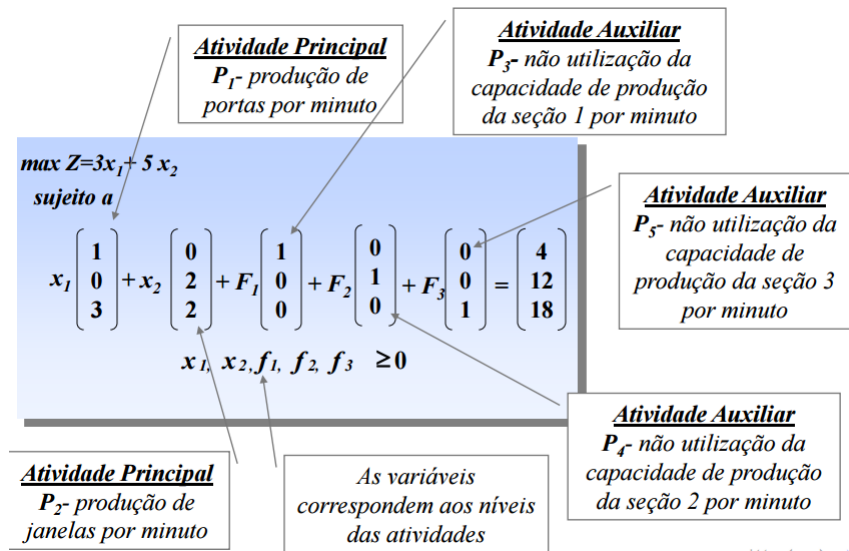 Atividade Principal
P1- produção de
portas por minuto
Atividade Auxiliar
P3- não utilização da
capacidade de produção
da seção 1 por minuto
max Z=3x1+ 5 x2
sujeito a
x1 (1 0 3) + x2 (0 2 2) + F1 (1 0 0) + F2 (0 1 0) + F3 (0 0 1) = (4 12 18)
x1, x2, f1, f2, f3 ≥0
Atividade Auxiliar
P5- não utilização da
capacidade de
produção da seção 3
por minuto
Atividade Principal
P2- produção de
janelas por minuto
As variáveis
correspondem aos níveis
das atividades
Atividade Auxiliar
P4- não utilização da
capacidade de produção
da seção 2 por minuto